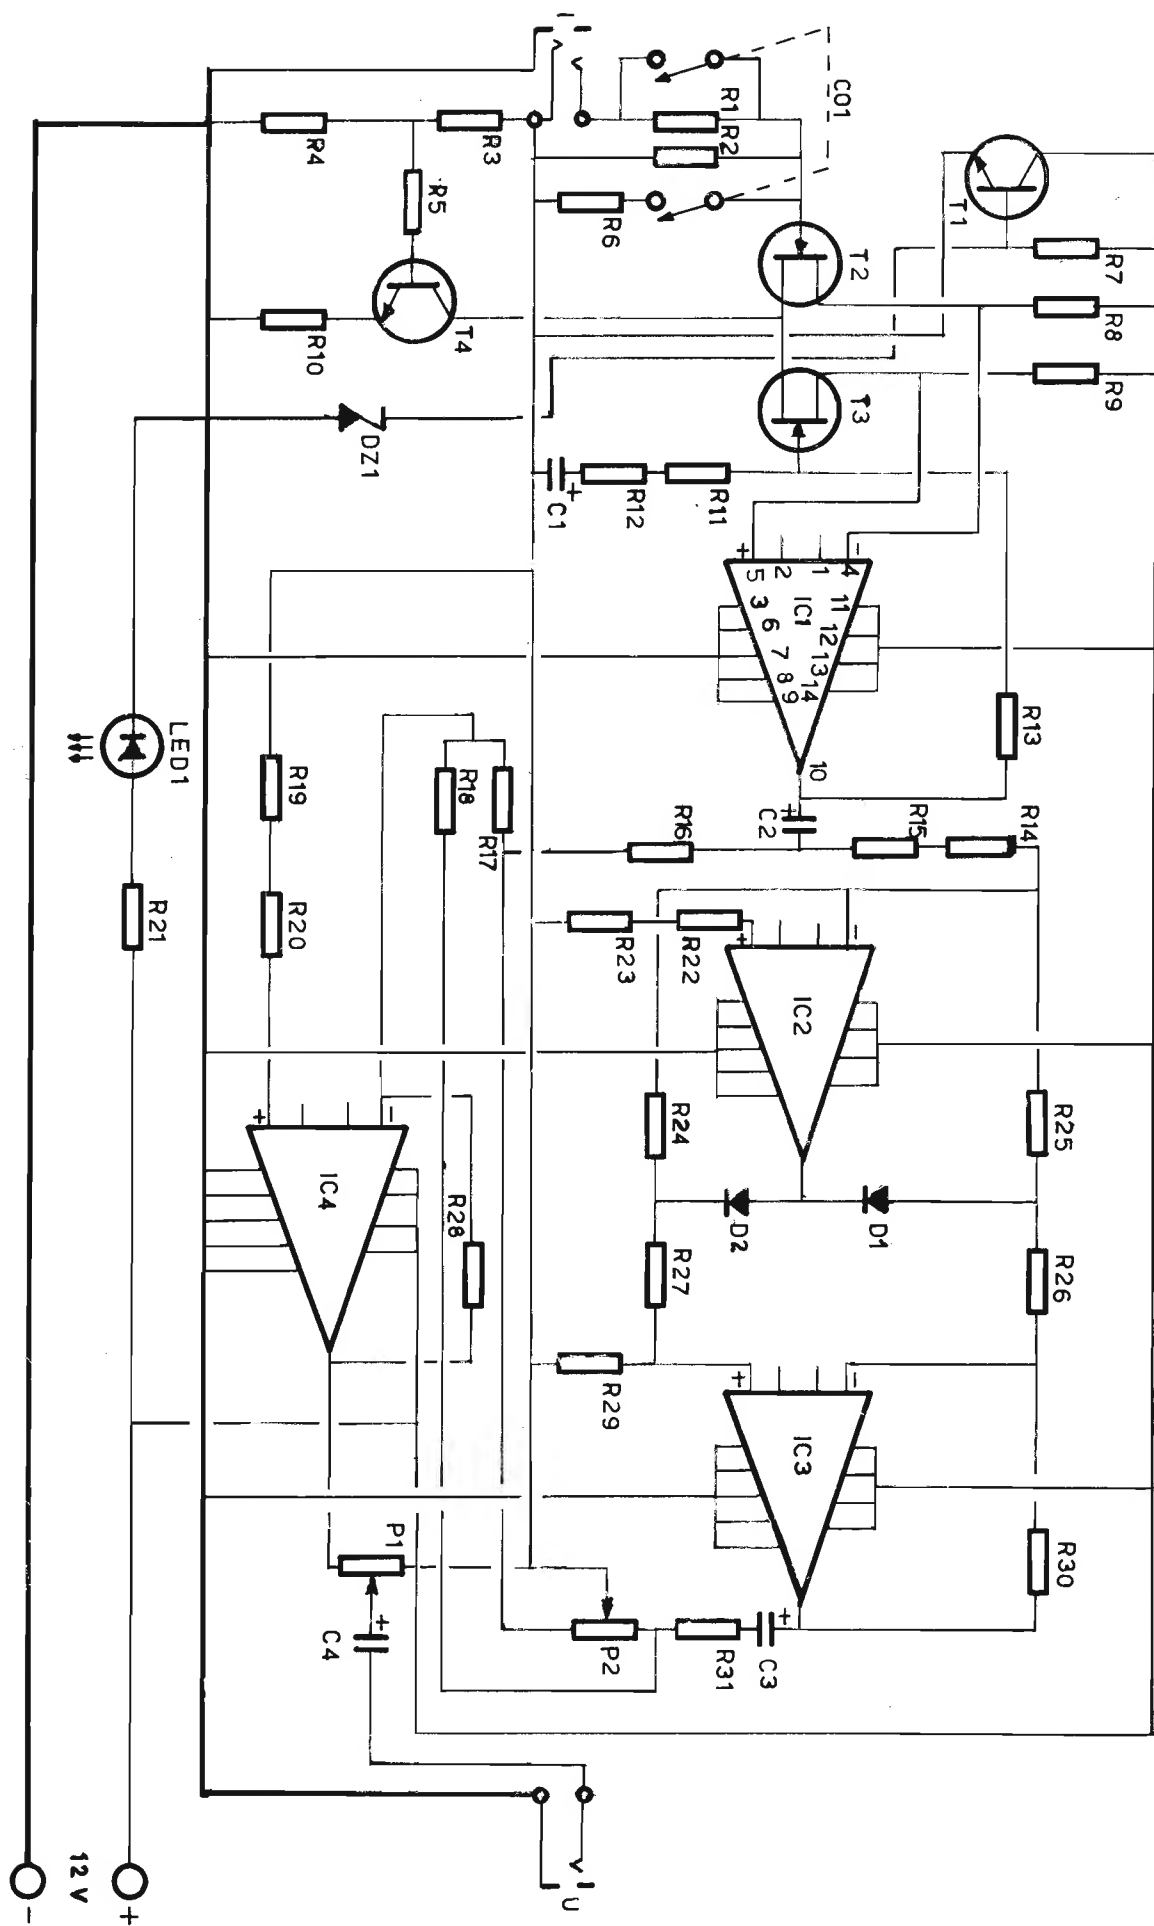 I
CO1
R1
R2
R3
R4
R5
R6
T1
R7
T2
R8
T4
R10
T3
R9
DZ1
C1
+
R12
R11
+ -
5 2 1 4
3 IC1 11
6 12
7 13
8 14
9
10
R13
LED1
R19
R18
R17
R16
+
C2
R15
R14
R21
R20
R23
R22
+ -
IC2
R24
R25
+ -
IC4
R28
D2
D1
R27
R26
R29
+ -
IC3
P1
R30
+
C4
P2
R31
+
C3
U
12 V
-
+